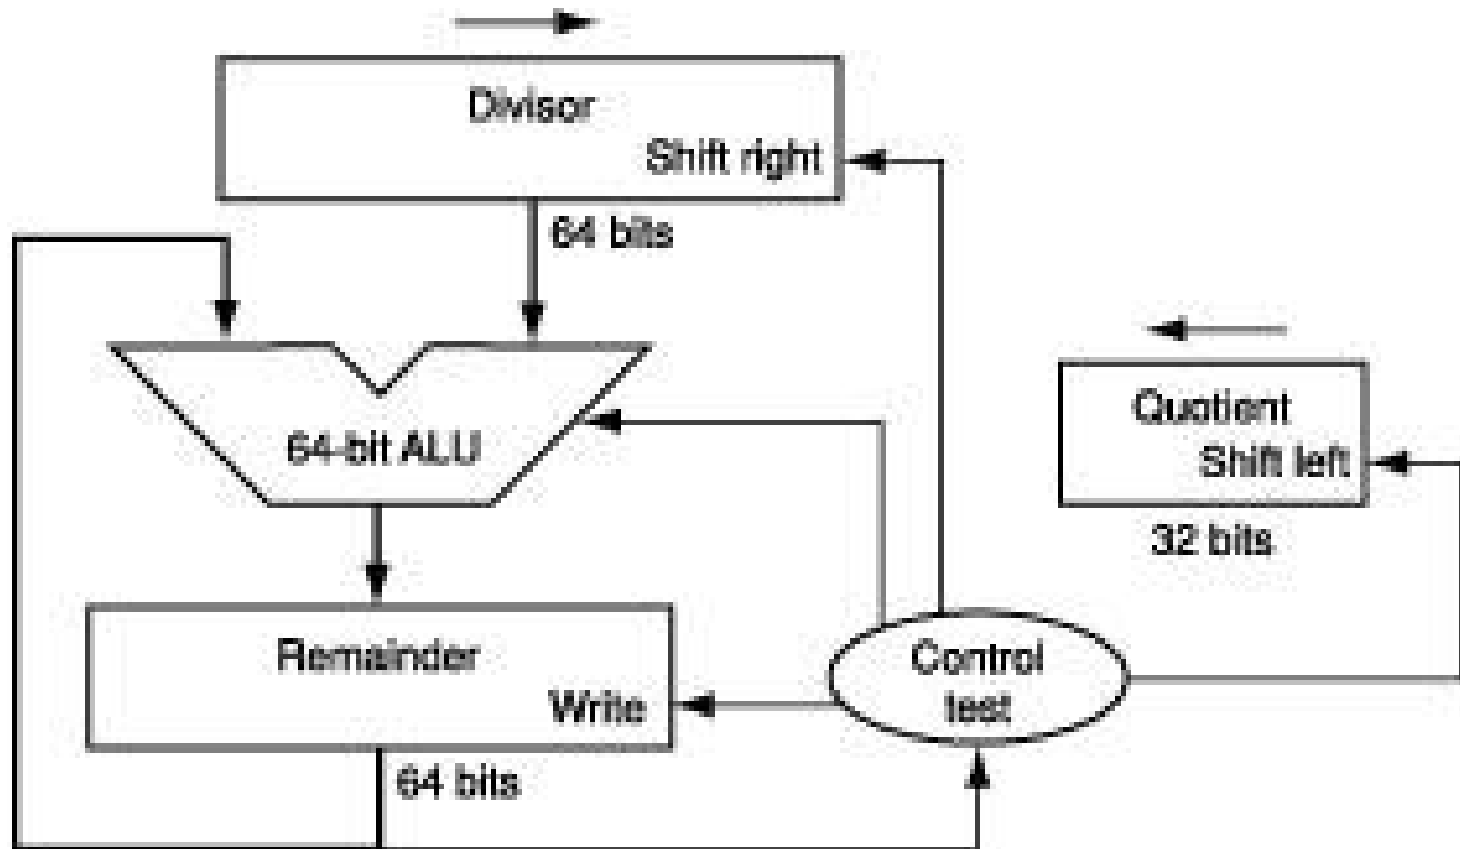 Divisor
Shift right
64 bits
64-bit ALU
Quotient
Shift left
32 bits
Remainder
Write
64 bits
Control
test